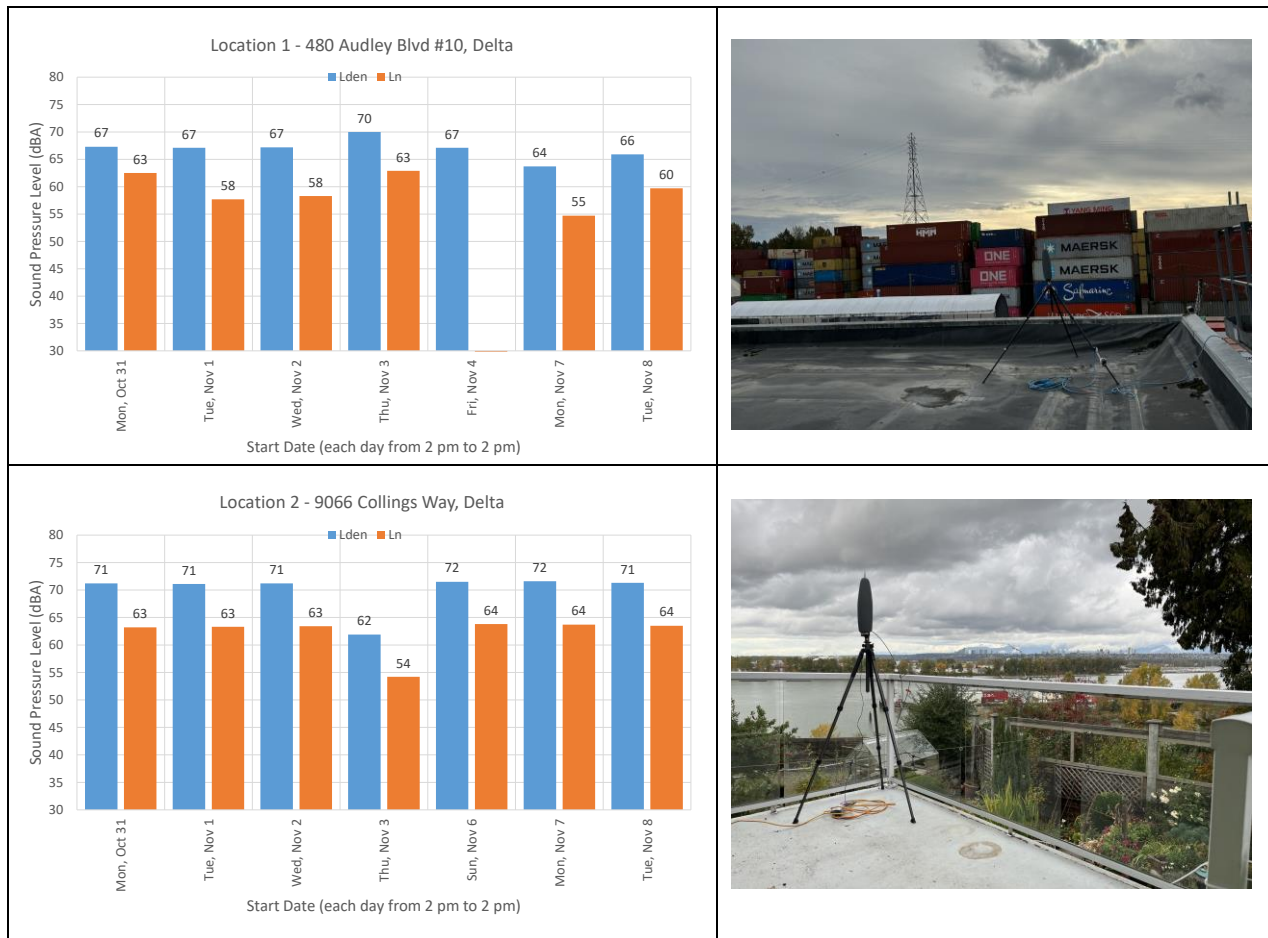 Location 1 - 480 Audley Blvd #10, Delta
Lden Ln
Sound Pressure Level (dBA)
80
75
70
65
60
55
50
45
40
35
30
67 63 67 58 67 58 70 63 67 64 55 66 60
Mon, Oct 31
Tue, Nov 1
Wed, Nov 2
Thu, Nov 3
Fri, Nov 4
Mon, Nov 7
Tue, Nov 8
Start Date (each day from 2 pm to 2 pm)
YANG MING
HMM
ONE
ONE
MAERSK
MAERSK
Safmarine
Location 2 - 9066 Collings Way, Delta
Lden Ln
Sound Pressure Level (dBA)
80
75
70
65
60
55
50
45
40
35
30
71 63 71 63 71 63 62 54 72 64 72 64 71 64
Mon, Oct 31
Tue, Nov 1
Wed, Nov 2
Thu, Nov 3
Sun, Nov 6
Mon, Nov 7
Tue, Nov 8
Start Date (each day from 2 pm to 2 pm)